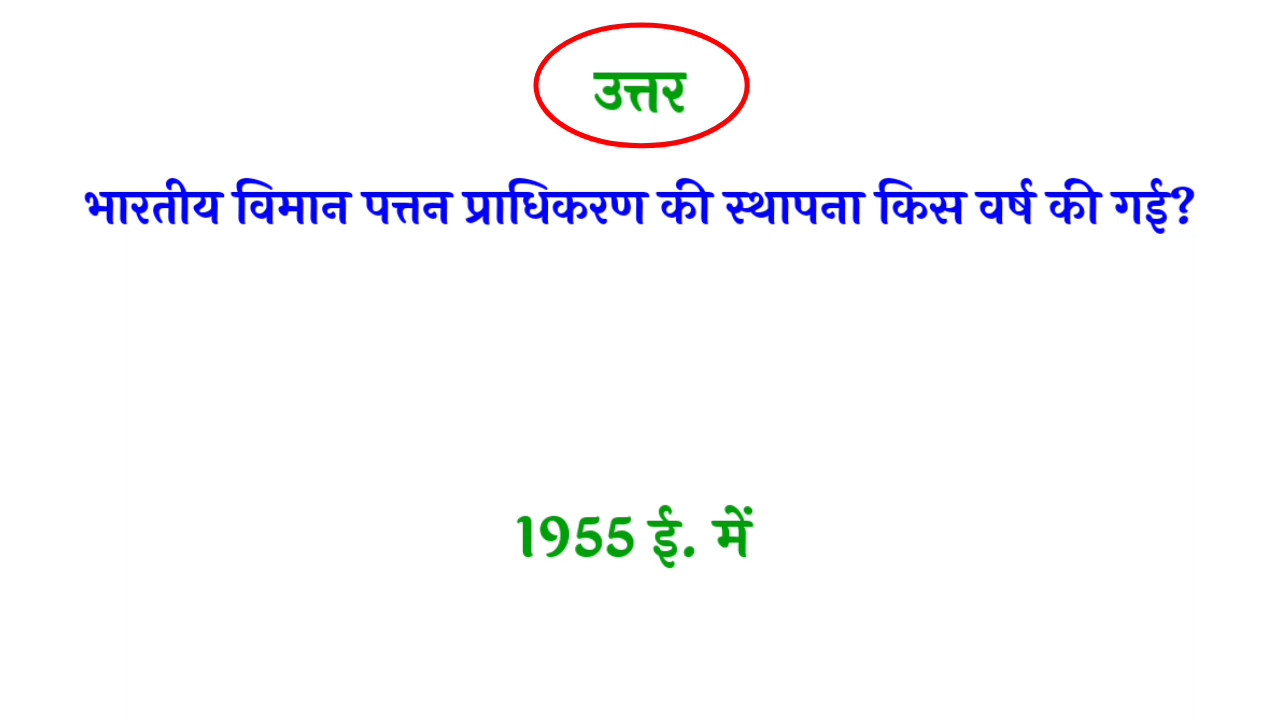 उत्तर
भारतीय विमान पत्तन प्राधिकरण की स्थापना किस वर्ष की गई?
1955 ई. में